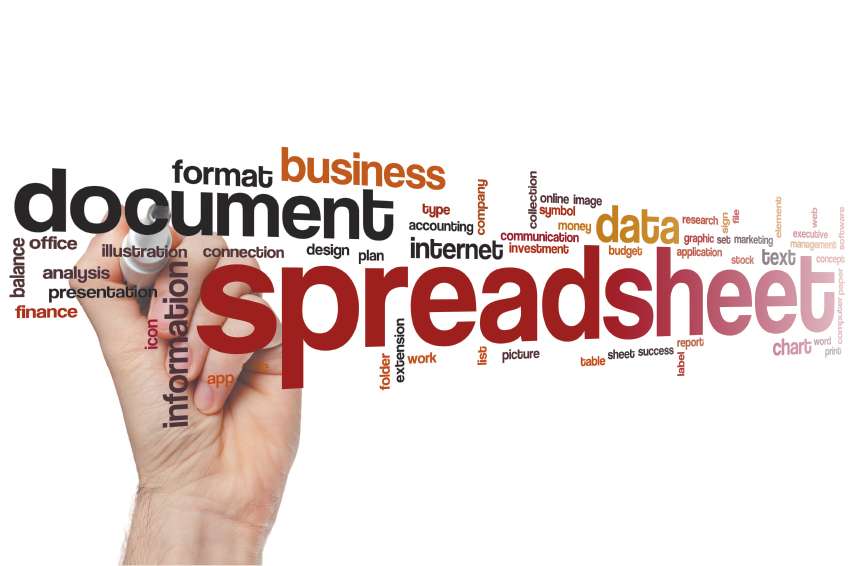 format
business
document
type
company
collection
online image
symbol
accounting
money
data
research
sign
file
element
web
software
balance
office
illustration
connection
design
plan
internet
communication
investment
budget
graphic
set
marketing
application
executive
management
stock
text
concept
analysis
presentation
finance
icon
information
spreadsheet
computer
paper
app
folder
extension
work
list
picture
table
sheet
success
report
label
chart
word
print